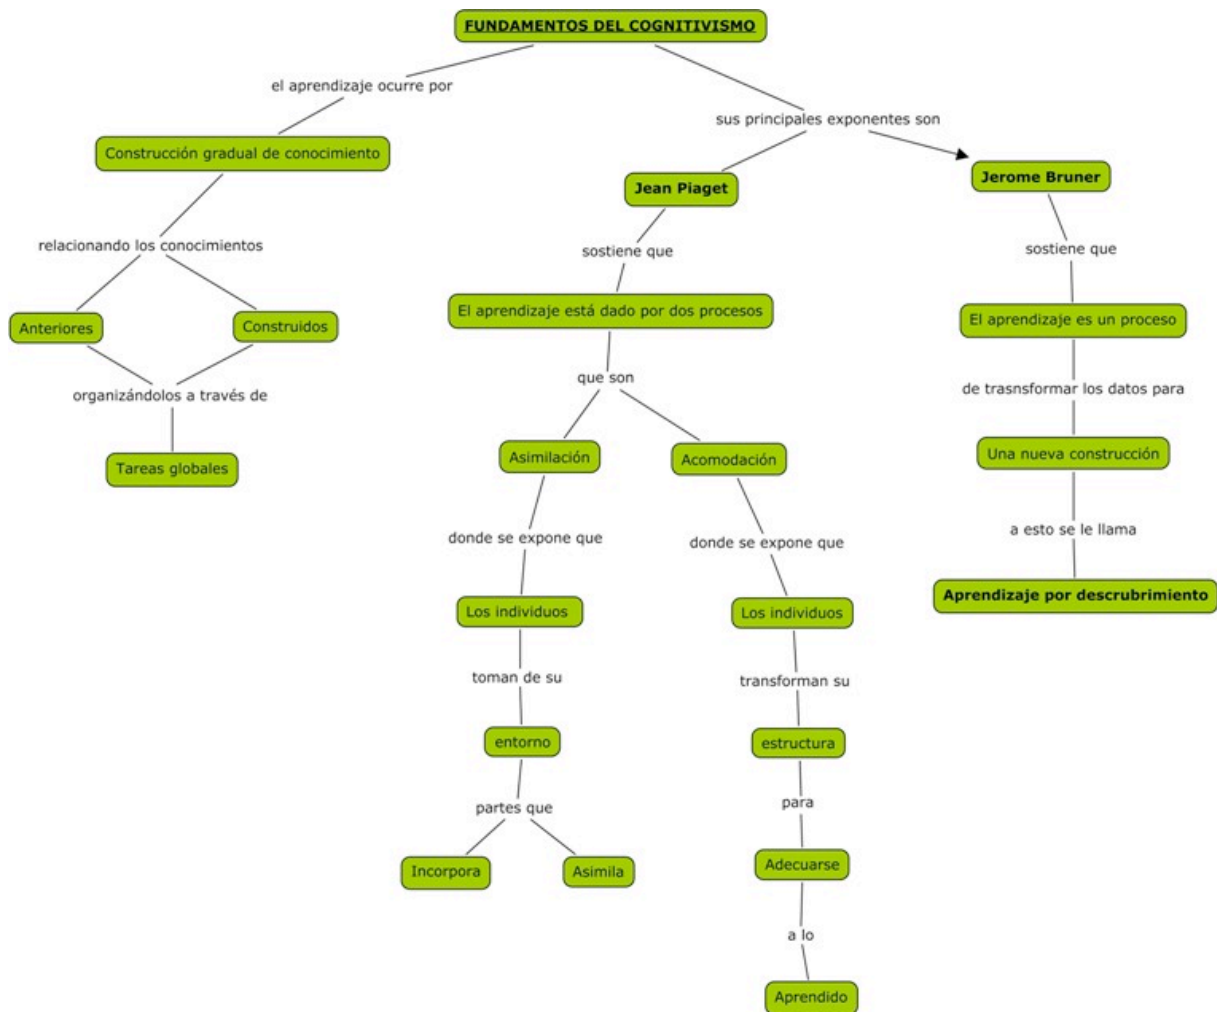 FUNDAMENTOS DEL COGNITIVISMO
el aprendizaje ocurre por
Construcción gradual de conocimiento
relacionando los conocimientos
Anteriores
Construidos
organizándolos a través de
Tareas globales
sus principales exponentes son
Jean Piaget
sostiene que
El aprendizaje está dado por dos procesos
que son
Asimilación
donde se expone que
Los individuos
toman de su
entorno
partes que
Incorpora
Asimila
Acomodación
donde se expone que
Los individuos
transforman su
estructura
para
Adecuarse
a lo
Aprendido
Jerome Bruner
sostiene que
El aprendizaje es un proceso
de trasnsformar los datos para
Una nueva construcción
a esto se le llama
Aprendizaje por descrubrimiento